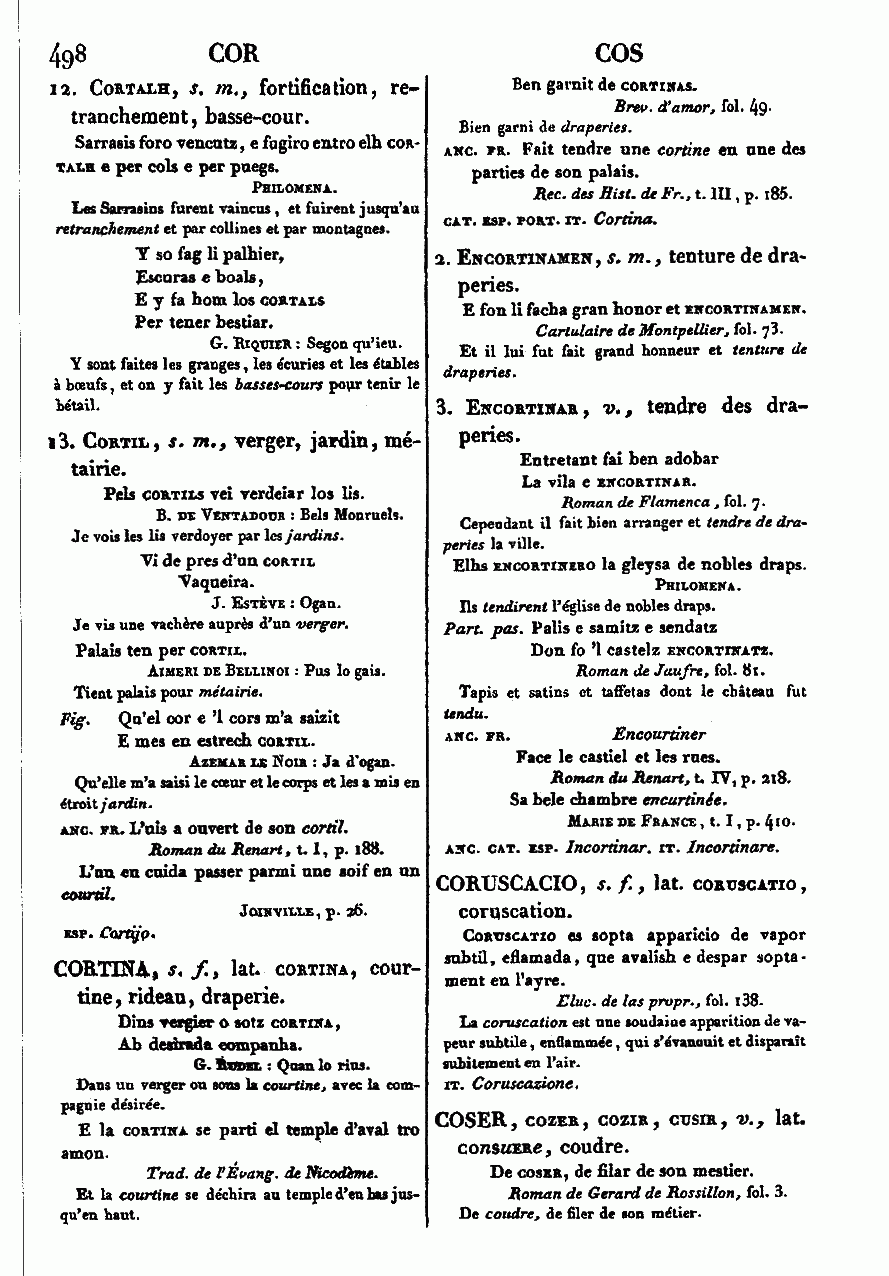 498 COR COS
12. CORTALH, s. m., fortification, re-
tranchement, basse-cour.
Sarrasis foro vencutz, e fugiro entro elh COR-
TALH e per cols e per puegs.
PHILOMENA.
Les Sarrasins furent vaincus, et fuirent jusqu'au
retranchement et par collines et par montagnes.
Y so fag li palhier,
Escuras e boals,
E y fa hom los CORTALS
Per tener bestiar.
G. RIQUIER : Segon qu'ieu.
Y sont faites les granges, les écuries et les étables
à bœufs, et on y fait les basses-cours pour tenir le
bétail.
13. CORTIL, s. m., verger, jardin, mé-
tairie.
Pels CORTILS vei verdeiar los lis.
B. DE VENTADOUR : Bels Monruels.
Je vois les lis verdoyer par les jardins.
Vi de pres d'un CORTIL
Vaqueira.
J. ESTÈVE : Ogan.
Je vis une vachère auprès d'un verger.
Palais ten per CORTIL.
AIMERI DE BELLINOI : Pus lo gais.
Tient palais pour métairie.
Fig. Qu'el cor e 'l cors m'a saizit
E mes en estrech CORTIL.
AZEMAR LE NOIR : Ja d'ogan.
Qu'elle m'a saisi le cœur et le corps et les a mis en
étroit jardin.
ANC. FR. L'uis a ouvert de son cortil.
Roman du Renart, t. I, p. 188.
L'un en cuida passer parmi une soif en un
courtil.
JOINVILLE, p. 26.
ESP. Cortijo.
CORTINA, s. f., lat. CORTINA, cour-
tine, rideau, draperie.
Dins vergier o sotz CORTINA,
Ab desirada companha.
G. RUDEL : Quan lo rius.
Dans un verger ou sous la courtine, avec la com-
pagnie désirée.
E la CORTINA se parti el temple d'aval tro
amon.
Trad. de l'Évang. de Nicodème.
Et la courtine se déchira au temple d'en bas jus-
qu'en haut.
Ben garnit de CORTINAS.
Brev. d'amor, fol. 49.
Bien garni de draperies.
ANC. FR. Fait tendre une cortine en une des
parties de son palais.
Rec. des Hist. de Fr., t. III, p. 185.
CAT. ESP. PORT. IT. Cortina.
2. ENCORTINAMEN, s. m., tenture de dra-
peries.
E fon li facha gran honor et ENCORTINAMEN.
Cartulaire de Montpellier, fol. 73.
Et il lui fut fait grand honneur et tenture de
draperies.
3. ENCORTINAR, v., tendre des dra-
peries.
Entretant fai ben adobar
La vila e ENCORTINAR.
Roman de Flamenca, fol. 7.
Cependant il fait bien arranger et tendre de dra-
peries la ville.
Elhs ENCORTINERO la gleysa de nobles draps.
PHILOMENA.
Ils tendirent l'église de nobles draps.
Part. pas. Palis e samitz e sendatz
Don fo 'l castelz ENCORTINATZ.
Roman de Jaufre, fol. 81.
Tapis et satins et taffetas dont le château fut
tendu.
ANC. FR. Encourtiner
Face le castiel et les rues.
Roman du Renart, t. IV, p. 218.
Sa bele chambre encurtinée.
MARIE DE FRANCE, t. I, p. 410.
ANC. CAT. ESP. Incortinar. IT. Incortinare.
CORUSCACIO, s. f., lat. CORUSCATIO,
coruscation.
CORUSCATIO es sopta apparicio de vapor
subtil, eflamada, que avalish e despar sopta-
ment en l'ayre.
Eluc. de las propr., fol. 138.
La coruscation est une soudaine apparition de va-
peur subtile, enflammée, qui s'évanouit et disparaît
subitement en l'air.
IT. Coruscazione.
COSER, COZER, COZIR, CUSIR, v., lat.
consuERe, coudre.
De COSER, de filar de son mestier.
Roman de Gerard de Rossillon, fol. 3.
De coudre, de filer de son métier.